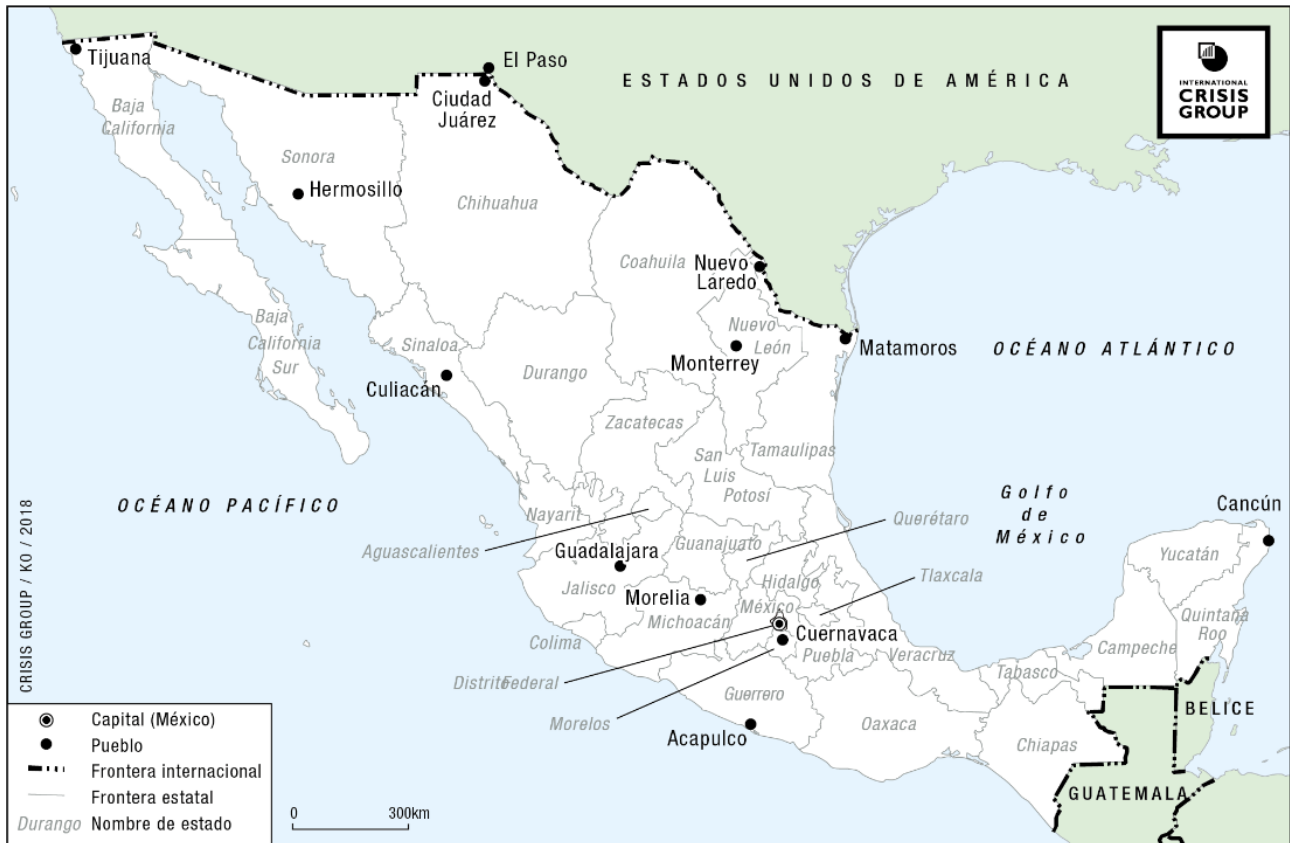 Tijuana
El Paso
ESTADOS UNIDOS DE AMÉRICA
INTERNATIONAL
CRISIS
GROUP
Ciudad
Juárez
Baja
California
Sonora
Hermosillo
Chihuahua
Coahuila
Nuevo
Láredo
Baja
California
Sur
Sinaloa
Culiacán
Durango
Nuevo
León
Monterrey
Matamoros
OCÉANO ATLÁNTICO
Zacatecas
San
Luis
Potosí
Tamaulipas
OCÉANO PACÍFICO
Golfo
de
México
Cancún
Nayarit
Aguascalientes
Guadalajara
Guanajuato
Querétaro
Yucatán
Jalisco
Hidalgo
Tlaxcala
Morelia
México
Michoacán
Quintana
Roo
Colima
Cuernavaca
Puebla
Veracruz
Campeche
Tabasco
Distrito Federal
Guerrero
Morelos
Oaxaca
BELICE
Acapulco
Chiapas
GUATEMALA
CRISIS GROUP / KO / 2018
Capital (México)
Pueblo
Frontera internacional
Frontera estatal
Durango Nombre de estado
0 300km